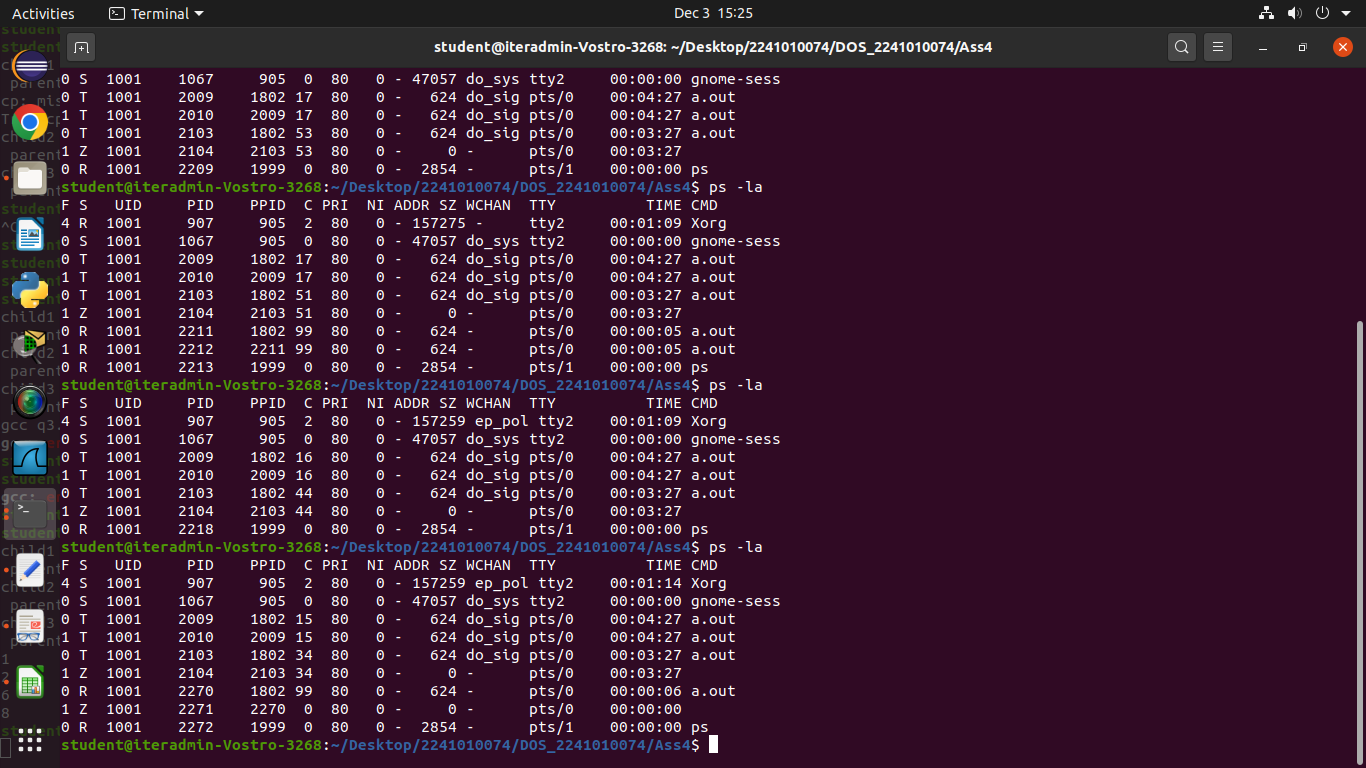 Activities Terminal Dec 3 15:25
student@iteradmin-Vostro-3268: ~/Desktop/2241010074/DOS_2241010074/Ass4
0 S  1001    1067     905  0  80   0 - 47057 do_sys tty2     00:00:00 gnome-sess
0 T  1001    2009    1802 17  80   0 -   624 do_sig pts/0    00:04:27 a.out
1 T  1001    2010    2009 17  80   0 -   624 do_sig pts/0    00:04:27 a.out
0 T  1001    2103    1802 53  80   0 -   624 do_sig pts/0    00:03:27 a.out
1 Z  1001    2104    2103 53  80   0 -     0 -      pts/0    00:03:27
0 R  1001    2209    1999  0  80   0 -  2854 -      pts/1    00:00:00 ps
student@iteradmin-Vostro-3268:~/Desktop/2241010074/DOS_2241010074/Ass4$ ps -la
F S   UID     PID    PPID  C PRI  NI ADDR SZ WCHAN  TTY          TIME CMD
4 R  1001     907     905  2  80   0 - 157275 -     tty2     00:01:09 Xorg
0 S  1001    1067     905  0  80   0 - 47057 do_sys tty2     00:00:00 gnome-sess
0 T  1001    2009    1802 17  80   0 -   624 do_sig pts/0    00:04:27 a.out
1 T  1001    2010    2009 17  80   0 -   624 do_sig pts/0    00:04:27 a.out
0 T  1001    2103    1802 51  80   0 -   624 do_sig pts/0    00:03:27 a.out
1 Z  1001    2104    2103 51  80   0 -     0 -      pts/0    00:03:27
0 R  1001    2211    1802 99  80   0 -   624 -      pts/0    00:00:05 a.out
1 R  1001    2212    2211 99  80   0 -   624 -      pts/0    00:00:05 a.out
0 R  1001    2213    1999  0  80   0 -  2854 -      pts/1    00:00:00 ps
student@iteradmin-Vostro-3268:~/Desktop/2241010074/DOS_2241010074/Ass4$ ps -la
F S   UID     PID    PPID  C PRI  NI ADDR SZ WCHAN  TTY          TIME CMD
4 S  1001     907     905  2  80   0 - 157259 ep_pol tty2    00:01:09 Xorg
0 S  1001    1067     905  0  80   0 - 47057 do_sys tty2     00:00:00 gnome-sess
0 T  1001    2009    1802 16  80   0 -   624 do_sig pts/0    00:04:27 a.out
1 T  1001    2010    2009 16  80   0 -   624 do_sig pts/0    00:04:27 a.out
0 T  1001    2103    1802 44  80   0 -   624 do_sig pts/0    00:03:27 a.out
1 Z  1001    2104    2103 44  80   0 -     0 -      pts/0    00:03:27
0 R  1001    2218    1999  0  80   0 -  2854 -      pts/1    00:00:00 ps
student@iteradmin-Vostro-3268:~/Desktop/2241010074/DOS_2241010074/Ass4$ ps -la
F S   UID     PID    PPID  C PRI  NI ADDR SZ WCHAN  TTY          TIME CMD
4 S  1001     907     905  2  80   0 - 157259 ep_pol tty2    00:01:14 Xorg
0 S  1001    1067     905  0  80   0 - 47057 do_sys tty2     00:00:00 gnome-sess
0 T  1001    2009    1802 15  80   0 -   624 do_sig pts/0    00:04:27 a.out
1 T  1001    2010    2009 15  80   0 -   624 do_sig pts/0    00:04:27 a.out
0 T  1001    2103    1802 34  80   0 -   624 do_sig pts/0    00:03:27 a.out
1 Z  1001    2104    2103 34  80   0 -     0 -      pts/0    00:03:27
0 R  1001    2270    1802 99  80   0 -   624 -      pts/0    00:00:06 a.out
1 Z  1001    2271    2270  0  80   0 -     0 -      pts/0    00:00:00
0 R  1001    2272    1999  0  80   0 -  2854 -      pts/1    00:00:00 ps
student@iteradmin-Vostro-3268:~/Desktop/2241010074/DOS_2241010074/Ass4$